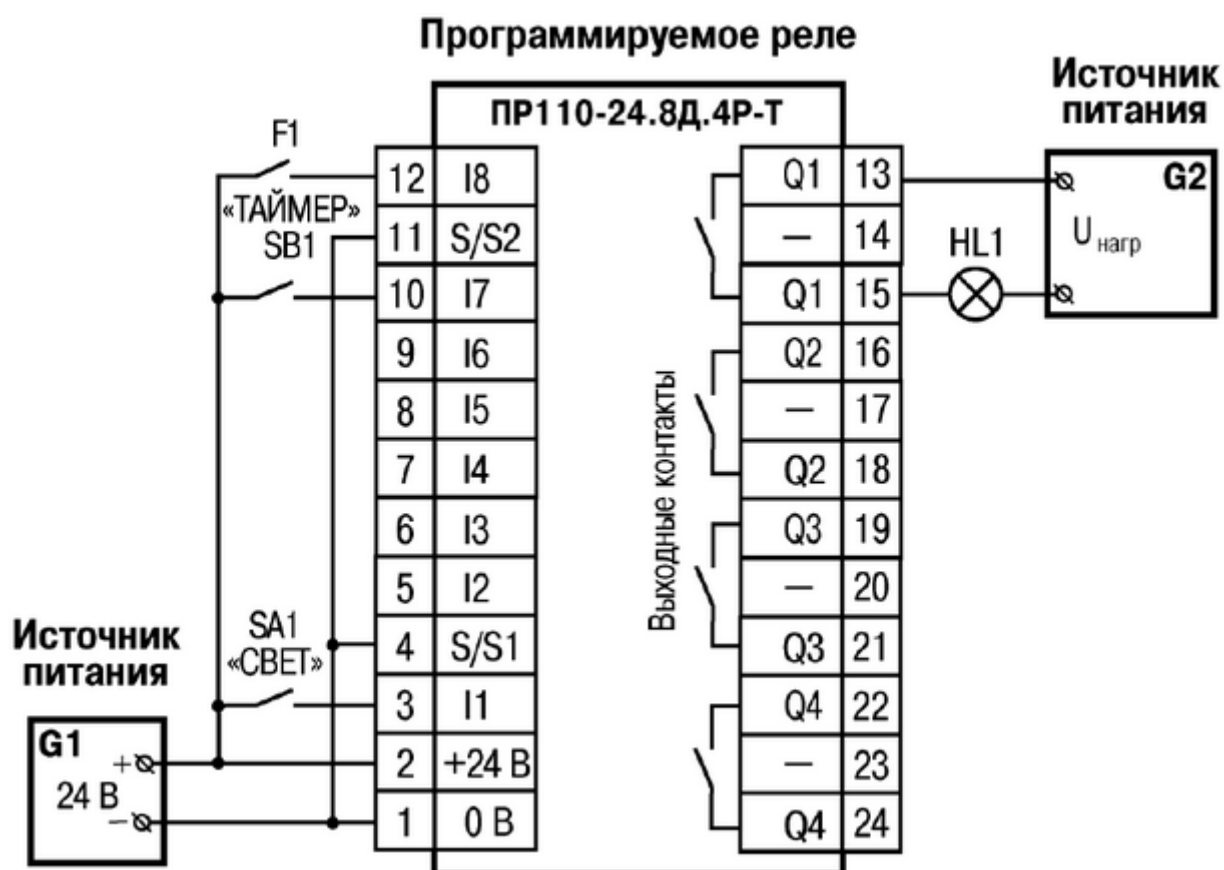 Программируемое реле
ПР110-24.8Д.4Р-Т
Источник
питания
G2
U нагр
HL1
F1
«ТАЙМЕР»
SB1
SA1
«СВЕТ»
Источник
питания
G1
+
24 В
−
12 I8
11 S/S2
10 I7
9 I6
8 I5
7 I4
6 I3
5 I2
4 S/S1
3 I1
2 +24 В
1 0 В
Выходные контакты
Q1 13
— 14
Q1 15
Q2 16
— 17
Q2 18
Q3 19
— 20
Q3 21
Q4 22
— 23
Q4 24